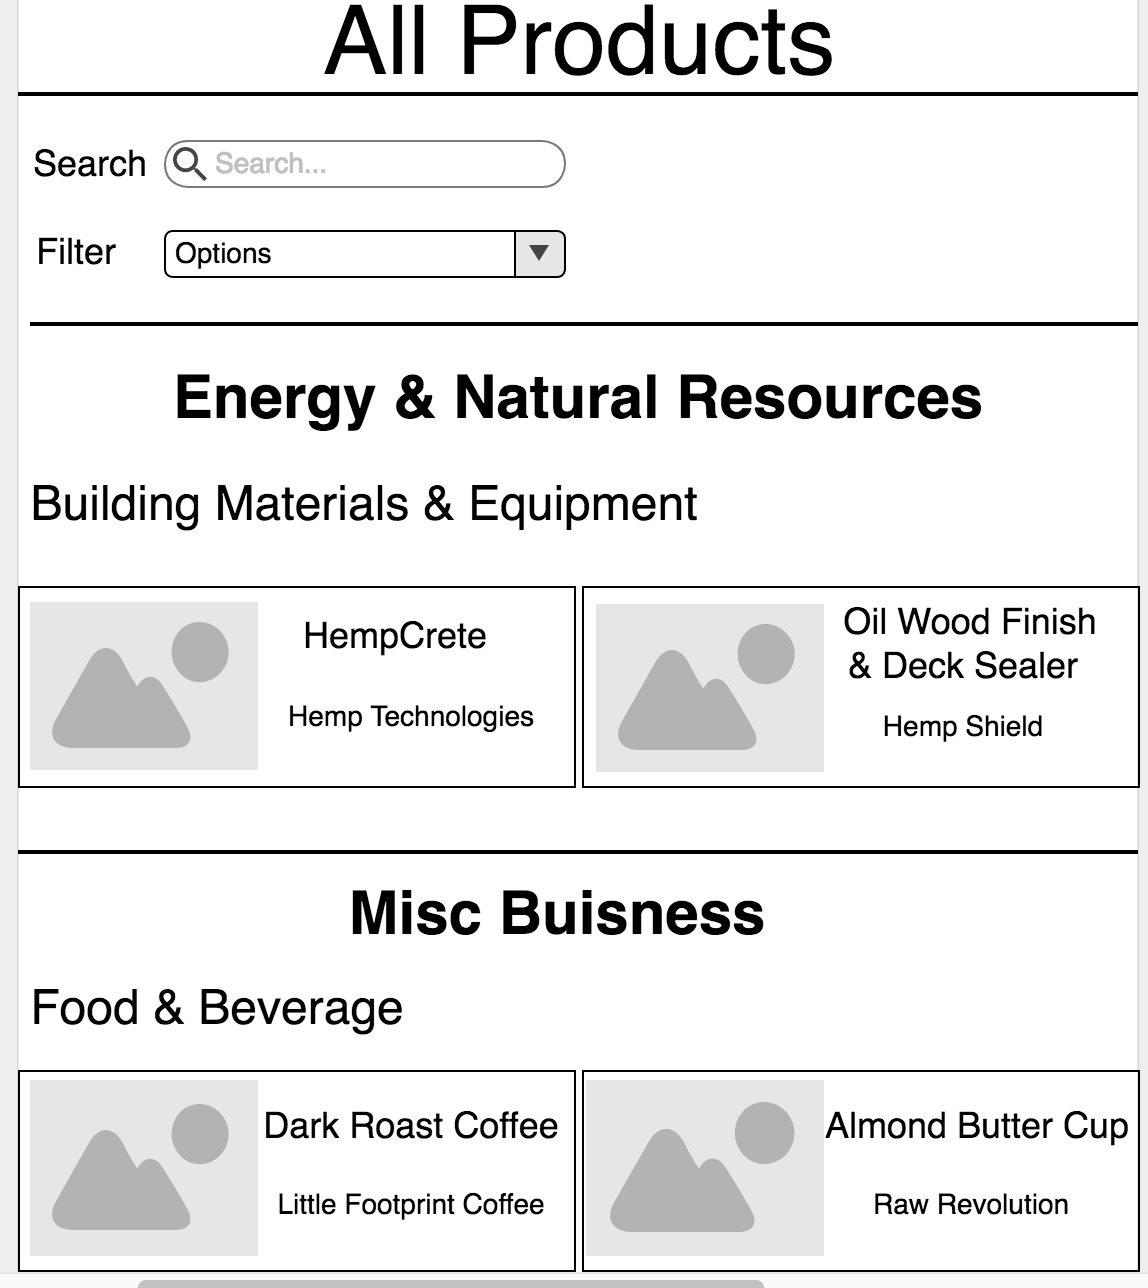 All Products
Search
Search...
Filter
Options
Energy & Natural Resources
Building Materials & Equipment
HempCrete
Hemp Technologies
Oil Wood Finish
& Deck Sealer
Hemp Shield
Misc Buisness
Food & Beverage
Dark Roast Coffee
Little Footprint Coffee
Almond Butter Cup
Raw Revolution